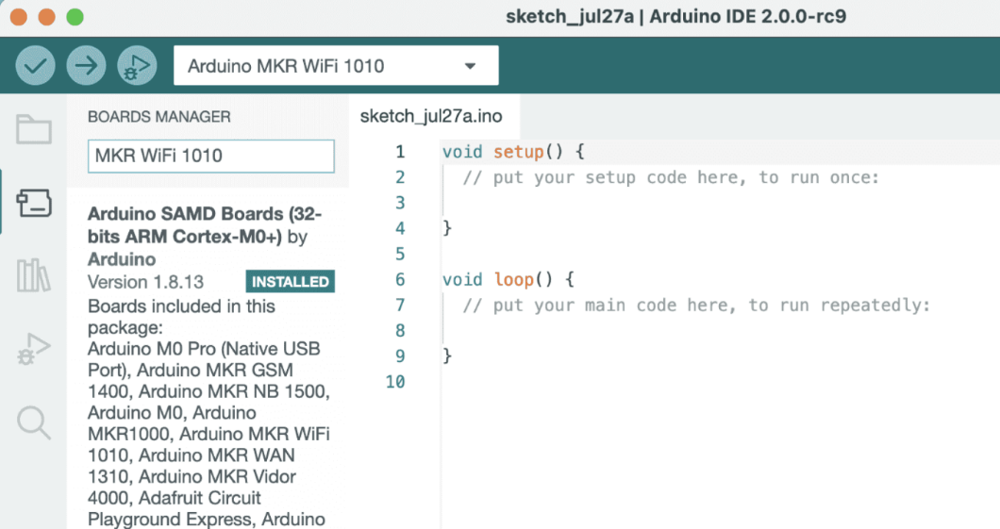 sketch_jul27a | Arduino IDE 2.0.0-rc9
Arduino MKR WiFi 1010
BOARDS MANAGER
MKR WiFi 1010
Arduino SAMD Boards (32-
bits ARM Cortex-M0+) by
Arduino
Version 1.8.13 INSTALLED
Boards included in this
package:
Arduino M0 Pro (Native USB
Port), Arduino MKR GSM
1400, Arduino MKR NB 1500,
Arduino M0, Arduino
MKR1000, Arduino MKR WiFi
1010, Arduino MKR WAN
1310, Arduino MKR Vidor
4000, Adafruit Circuit
Playground Express, Arduino
sketch_jul27a.ino
1 void setup() {
2 // put your setup code here, to run once:
3
4 }
5
6 void loop() {
7 // put your main code here, to run repeatedly:
8
9 }
10